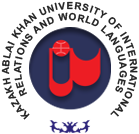 KAZAKH ABLAI KHAN UNIVERSITY OF INTERNATIONAL
RELATIONS AND WORLD LANGUAGES